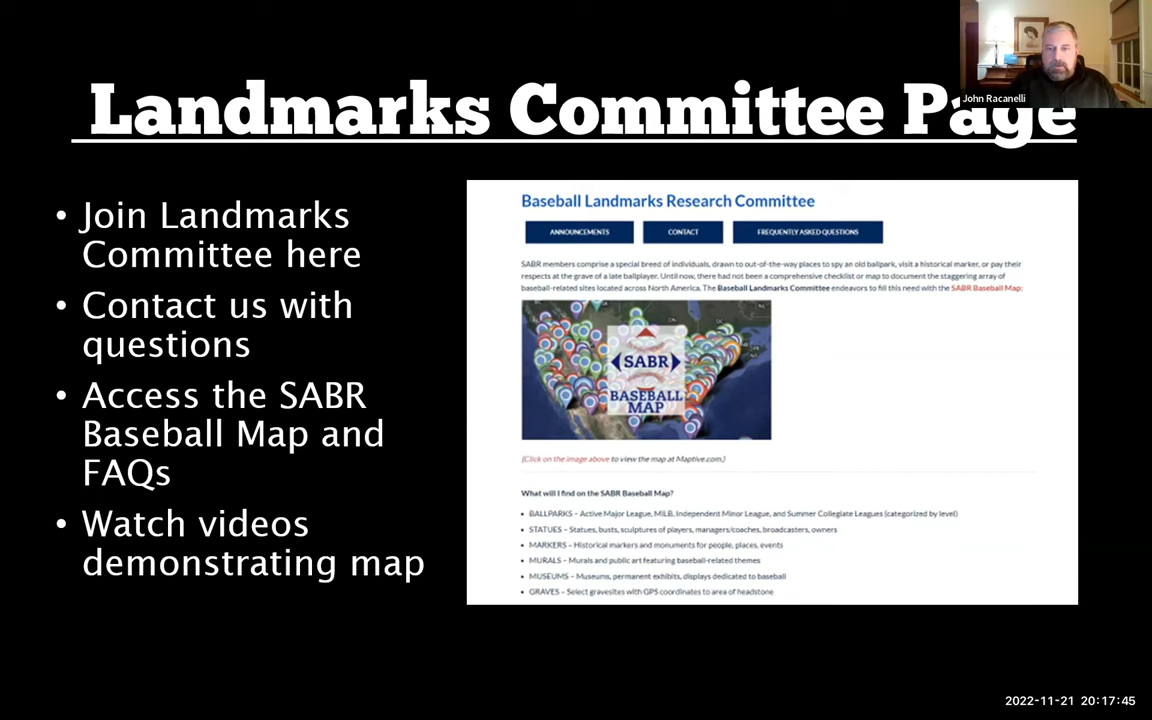 John Racanelli
Landmarks Committee Page
• Join Landmarks
Committee here
• Contact us with
questions
• Access the SABR
Baseball Map and
FAQs
• Watch videos
demonstrating map
Baseball Landmarks Research Committee
ANNOUNCEMENTS
CONTACT
FREQUENTLY ASKED QUESTIONS
SABR members comprise a special breed of individuals, drawn to out-of-the-way places to spy an old ballpark, visit a historical marker, or pay their
respects at the grave of a late ballplayer. Until now, there had not been a comprehensive checklist or map to document the staggering array of
baseball-related sites located across North America. The Baseball Landmarks Committee endeavors to fill this need with the SABR Baseball Map:
SABR
BASEBALL
MAP
(Click on the image above to view the map at Maptive.com.)
What will I find on the SABR Baseball Map?
• BALLPARKS – Active Major League, MiLB, Independent Minor League, and Summer Collegiate Leagues (categorized by level)
• STATUES – Statues, busts, sculptures of players, managers/coaches, broadcasters, owners
• MARKERS – Historical markers and monuments for people, places, events
• MURALS – Murals and public art featuring baseball-related themes
• MUSEUMS – Museums, permanent exhibits, displays dedicated to baseball
• GRAVES – Select gravesites with GPS coordinates to area of headstone
2022-11-21 20:17:45